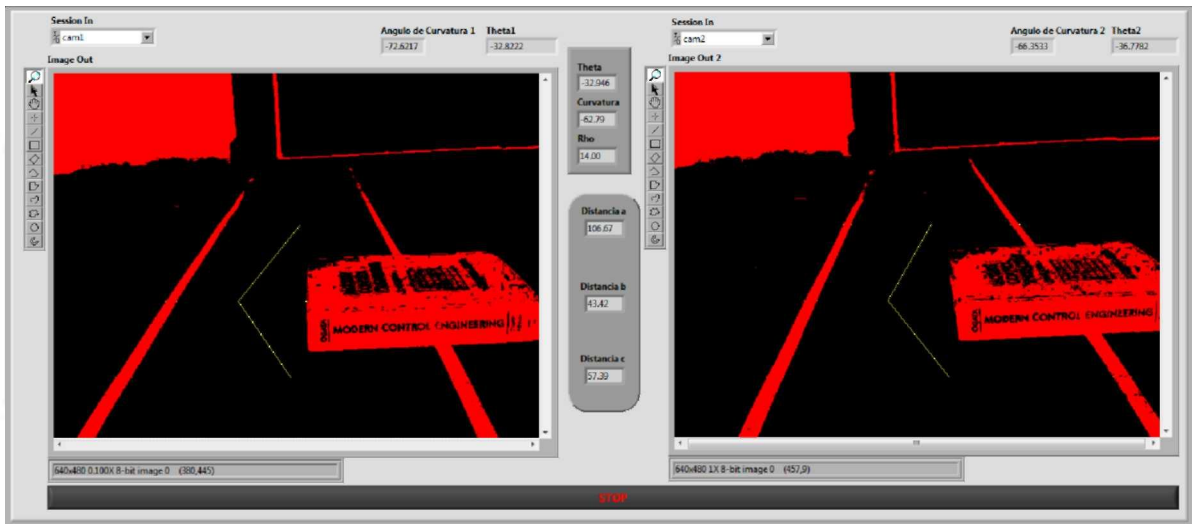 Session In
cam1
Angulo de Curvatura 1
-72.6217
Theta1
-32.8222
Image Out
MODERN CONTROL ENGINEERING
640x480 0.100X 8-bit image 0 (380,445)
Theta
-32.946
Curvatura
-62.79
Rho
14.00
Distancia a
106.67
Distancia b
43.42
Distancia c
57.39
Session In
cam2
Angulo de Curvatura 2
-66.3533
Theta2
-36.7782
Image Out 2
MODERN CONTROL ENGINEERING
640x480 1X 8-bit image 0 (457,9)
STOP